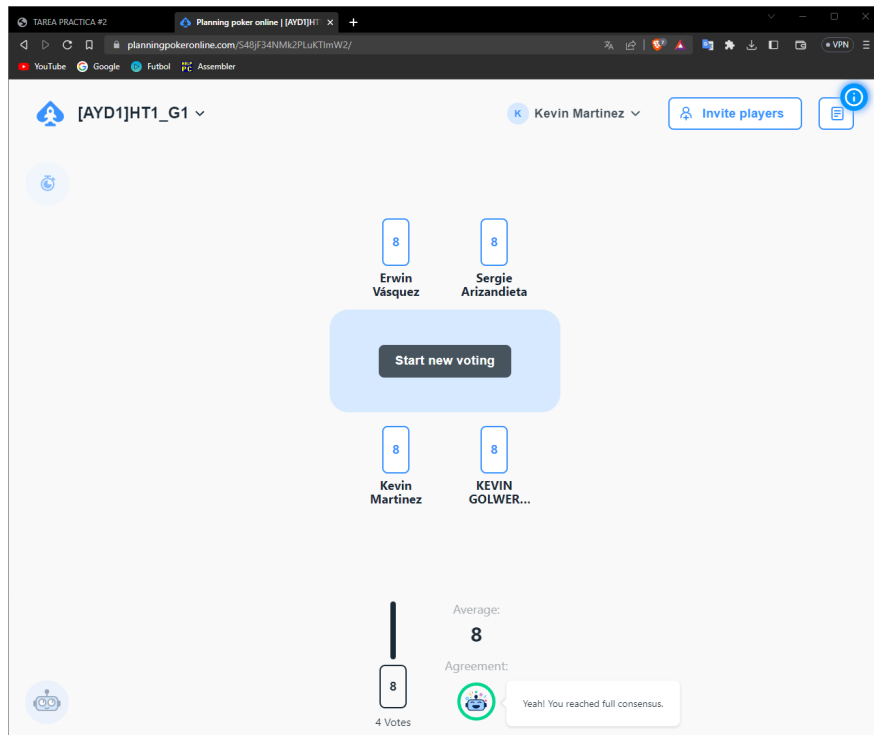 TAREA PRACTICA #2
Planning poker online | [AYD1]HT
planningpokeronline.com/S48jF34NMk2PLuKTlmW2/
VPN
YouTube
Google
Futbol
Assembler
[AYD1]HT1_G1
K
Kevin Martinez
Invite players
8
8
Erwin
Vásquez
Sergie
Arizandieta
Start new voting
8
8
Kevin
Martinez
KEVIN
GOLWER...
Average:
8
Agreement:
8
Yeah! You reached full consensus.
4 Votes